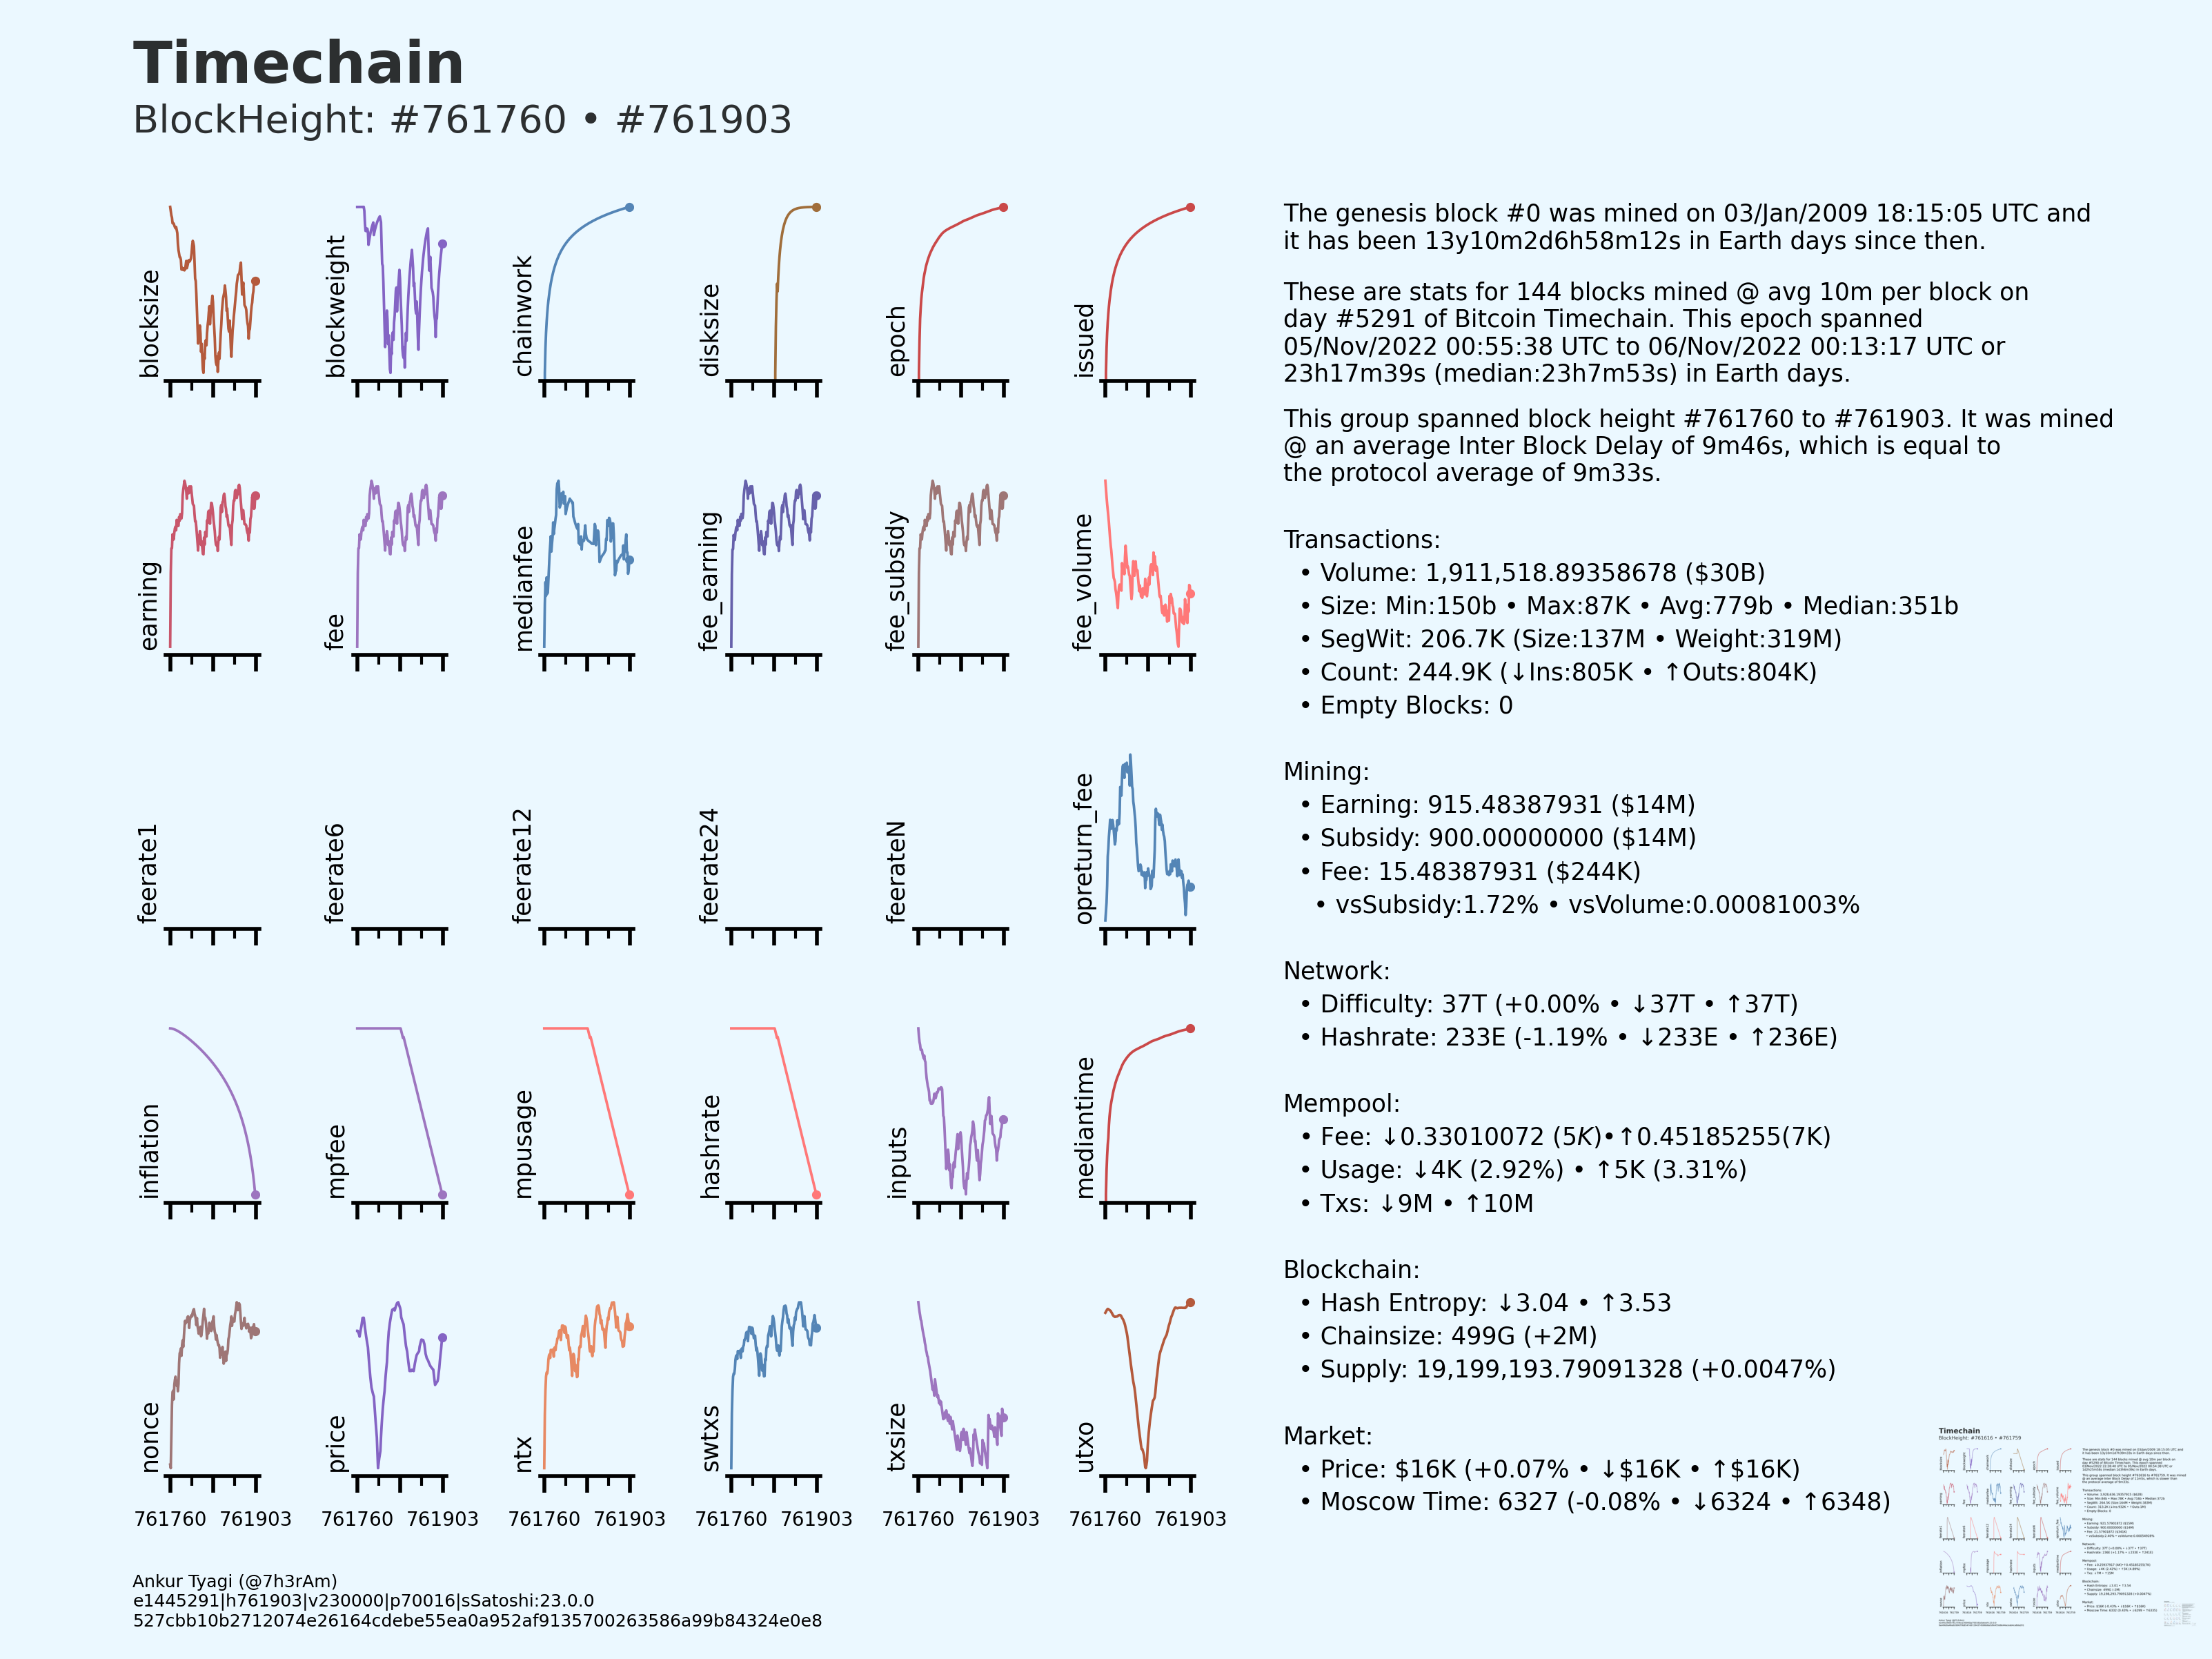 Timechain
BlockHeight: #761760 • #761903
blocksize
blockweight
chainwork
disksize
epoch
issued
earning
fee
medianfee
fee_earning
fee_subsidy
fee_volume
feerate1
feerate6
feerate12
feerate24
feerateN
opreturn_fee
inflation
mpfee
mpusage
hashrate
inputs
mediantime
nonce
price
ntx
swtxs
txsize
utxo
761760 761903 761760 761903 761760 761903 761760 761903 761760 761903 761760 761903
The genesis block #0 was mined on 03/Jan/2009 18:15:05 UTC and
it has been 13y10m2d6h58m12s in Earth days since then.
These are stats for 144 blocks mined @ avg 10m per block on
day #5291 of Bitcoin Timechain. This epoch spanned
05/Nov/2022 00:55:38 UTC to 06/Nov/2022 00:13:17 UTC or
23h17m39s (median:23h7m53s) in Earth days.
This group spanned block height #761760 to #761903. It was mined
@ an average Inter Block Delay of 9m46s, which is equal to
the protocol average of 9m33s.
Transactions:
• Volume: 1,911,518.89358678 ($30B)
• Size: Min:150b • Max:87K • Avg:779b • Median:351b
• SegWit: 206.7K (Size:137M • Weight:319M)
• Count: 244.9K (↓Ins:805K • ↑Outs:804K)
• Empty Blocks: 0
Mining:
• Earning: 915.48387931 ($14M)
• Subsidy: 900.00000000 ($14M)
• Fee: 15.48387931 ($244K)
• vsSubsidy:1.72% • vsVolume:0.00081003%
Network:
• Difficulty: 37T (+0.00% • ↓37T • ↑37T)
• Hashrate: 233E (-1.19% • ↓233E • ↑236E)
Mempool:
• Fee: ↓0.33010072 (5K)•↑0.45185255(7K)
• Usage: ↓4K (2.92%) • ↑5K (3.31%)
• Txs: ↓9M • ↑10M
Blockchain:
• Hash Entropy: ↓3.04 • ↑3.53
• Chainsize: 499G (+2M)
• Supply: 19,199,193.79091328 (+0.0047%)
Market:
• Price: $16K (+0.07% • ↓$16K • ↑$16K)
• Moscow Time: 6327 (-0.08% • ↓6324 • ↑6348)
Timechain
BlockHeight: #761616 • #761759
Ankur Tyagi (@7h3rAm)
e1445291|h761903|v230000|p70016|sSatoshi:23.0.0
527cbb10b2712074e26164cdebe55ea0a952af9135700263586a99b84324e0e8